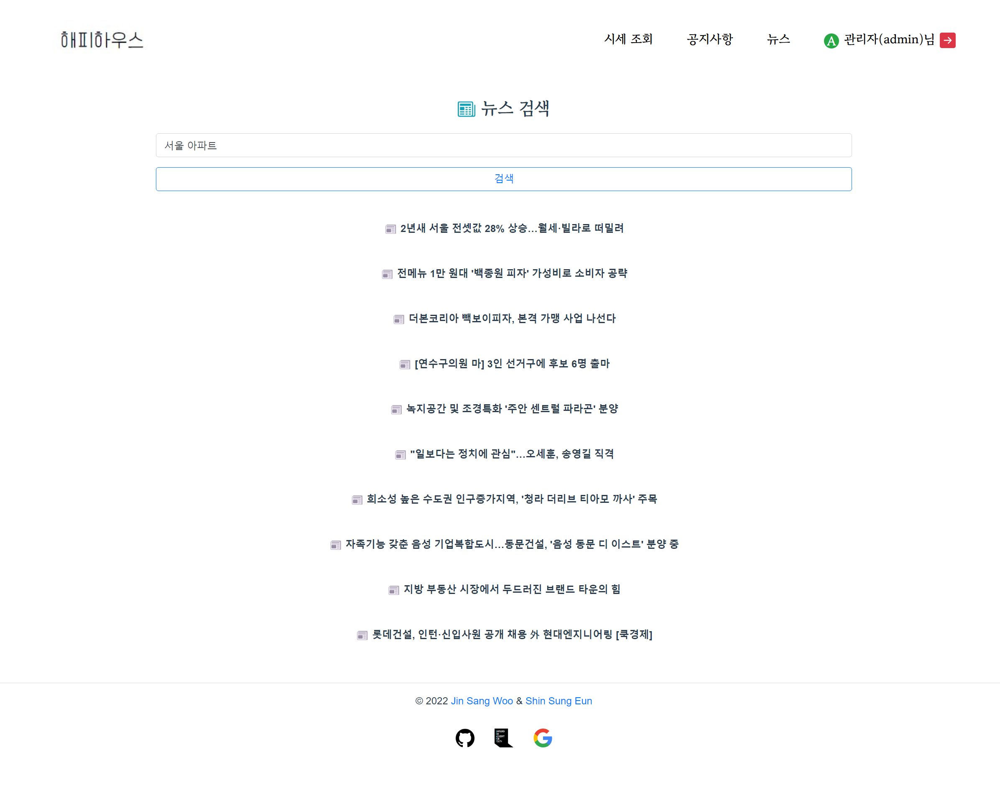 해피하우스
시세 조회 공지사항 뉴스 A 관리자(admin)님
뉴스 검색
서울 아파트
검색
2년새 서울 전셋값 28% 상승…월세·빌라로 떠밀려
전메뉴 1만 원대 '백종원 피자' 가성비로 소비자 공략
더본코리아 빽보이피자, 본격 가맹 사업 나선다
[연수구의원 마] 3인 선거구에 후보 6명 출마
녹지공간 및 조경특화 '주안 센트럴 파라곤' 분양
"일보다는 정치에 관심"…오세훈, 송영길 직격
희소성 높은 수도권 인구증가지역, '청라 더리브 티아모 까사' 주목
자족기능 갖춘 음성 기업복합도시…동문건설, '음성 동문 디 이스트' 분양 중
지방 부동산 시장에서 두드러진 브랜드 타운의 힘
롯데건설, 인턴·신입사원 공개 채용 外 현대엔지니어링 [쿡경제]
© 2022 Jin Sang Woo & Shin Sung Eun
SAMSUNG
SW
ACADEMY
FOR
YOUTH